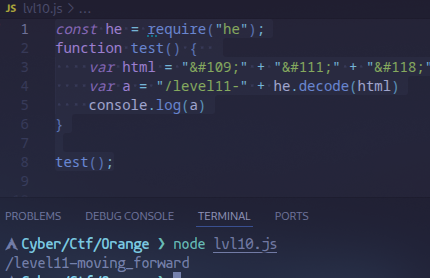 JS lvl10.js > ...
1 const he = require("he");
2 function test() {
3 var html = "&#109;" + "&#111;" + "&#118;"
4 var a = "/level11-" + he.decode(html)
5 console.log(a)
6 }
7
8 test();
9
PROBLEMS DEBUG CONSOLE TERMINAL PORTS
Cyber/Ctf/Orange ❯ node lvl10.js
/level11-moving_forward